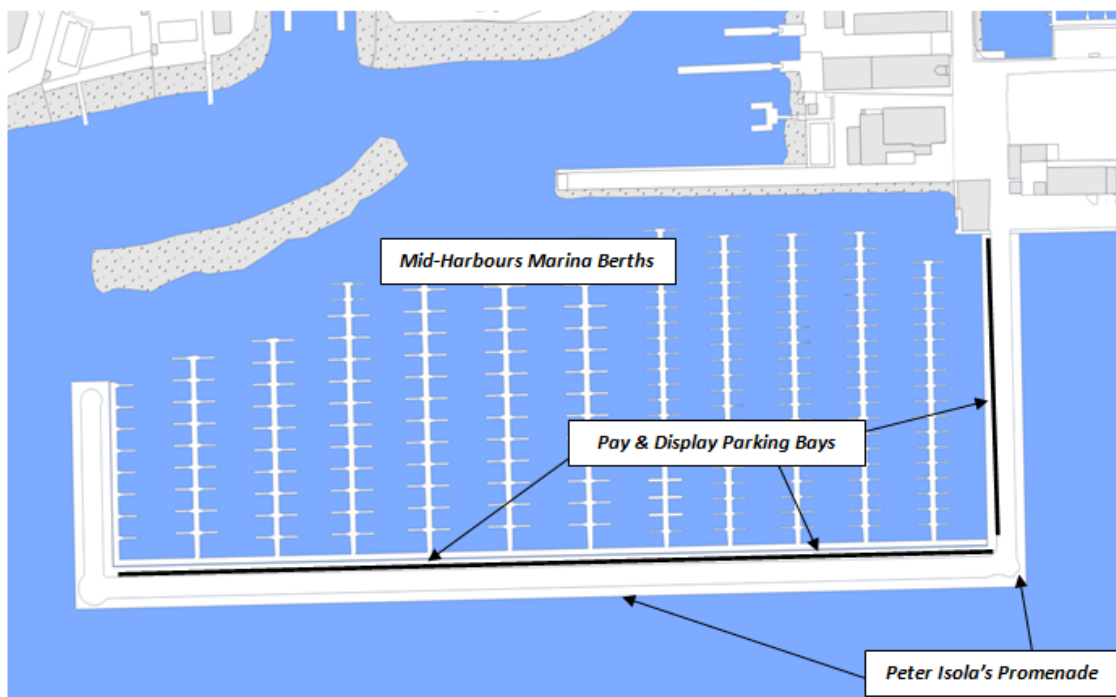 Mid-Harbours Marina Berths
Pay & Display Parking Bays
Peter Isola's Promenade